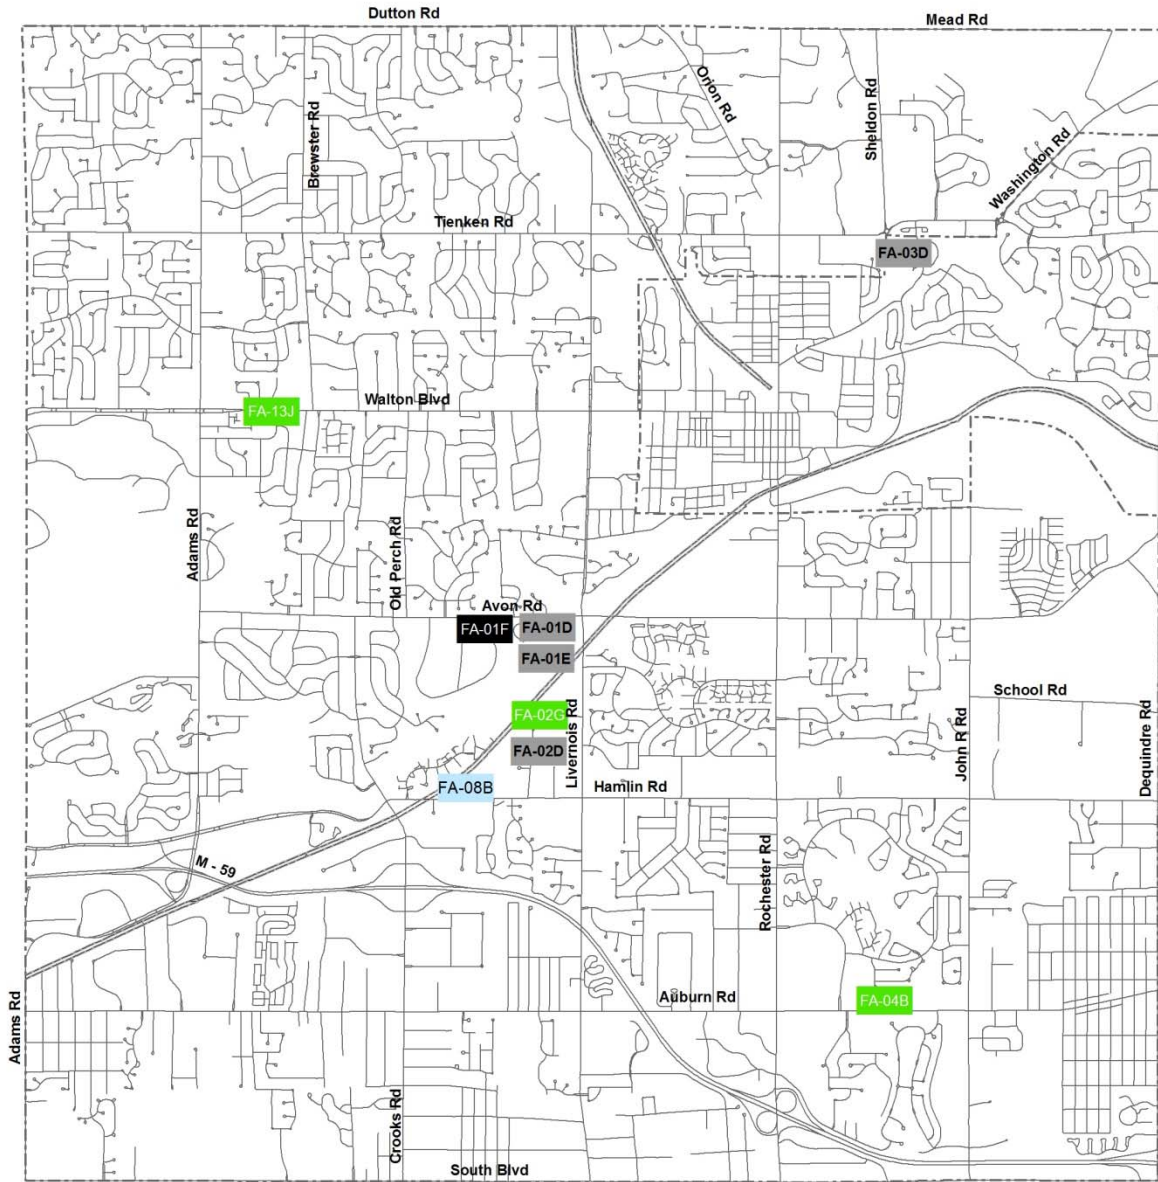 Dutton Rd
Mead Rd
Orion Rd
Sheldon Rd
Brewster Rd
Washington Rd
Tienken Rd
FA-03D
Walton Blvd
FA-13J
Adams Rd
Old Perch Rd
Avon Rd
FA-01F
FA-01D
FA-01E
School Rd
FA-02G
Livernois Rd
John R Rd
Dequindre Rd
FA-02D
FA-08B
Hamlin Rd
M - 59
Rochester Rd
Auburn Rd
FA-04B
Adams Rd
Crooks Rd
South Blvd